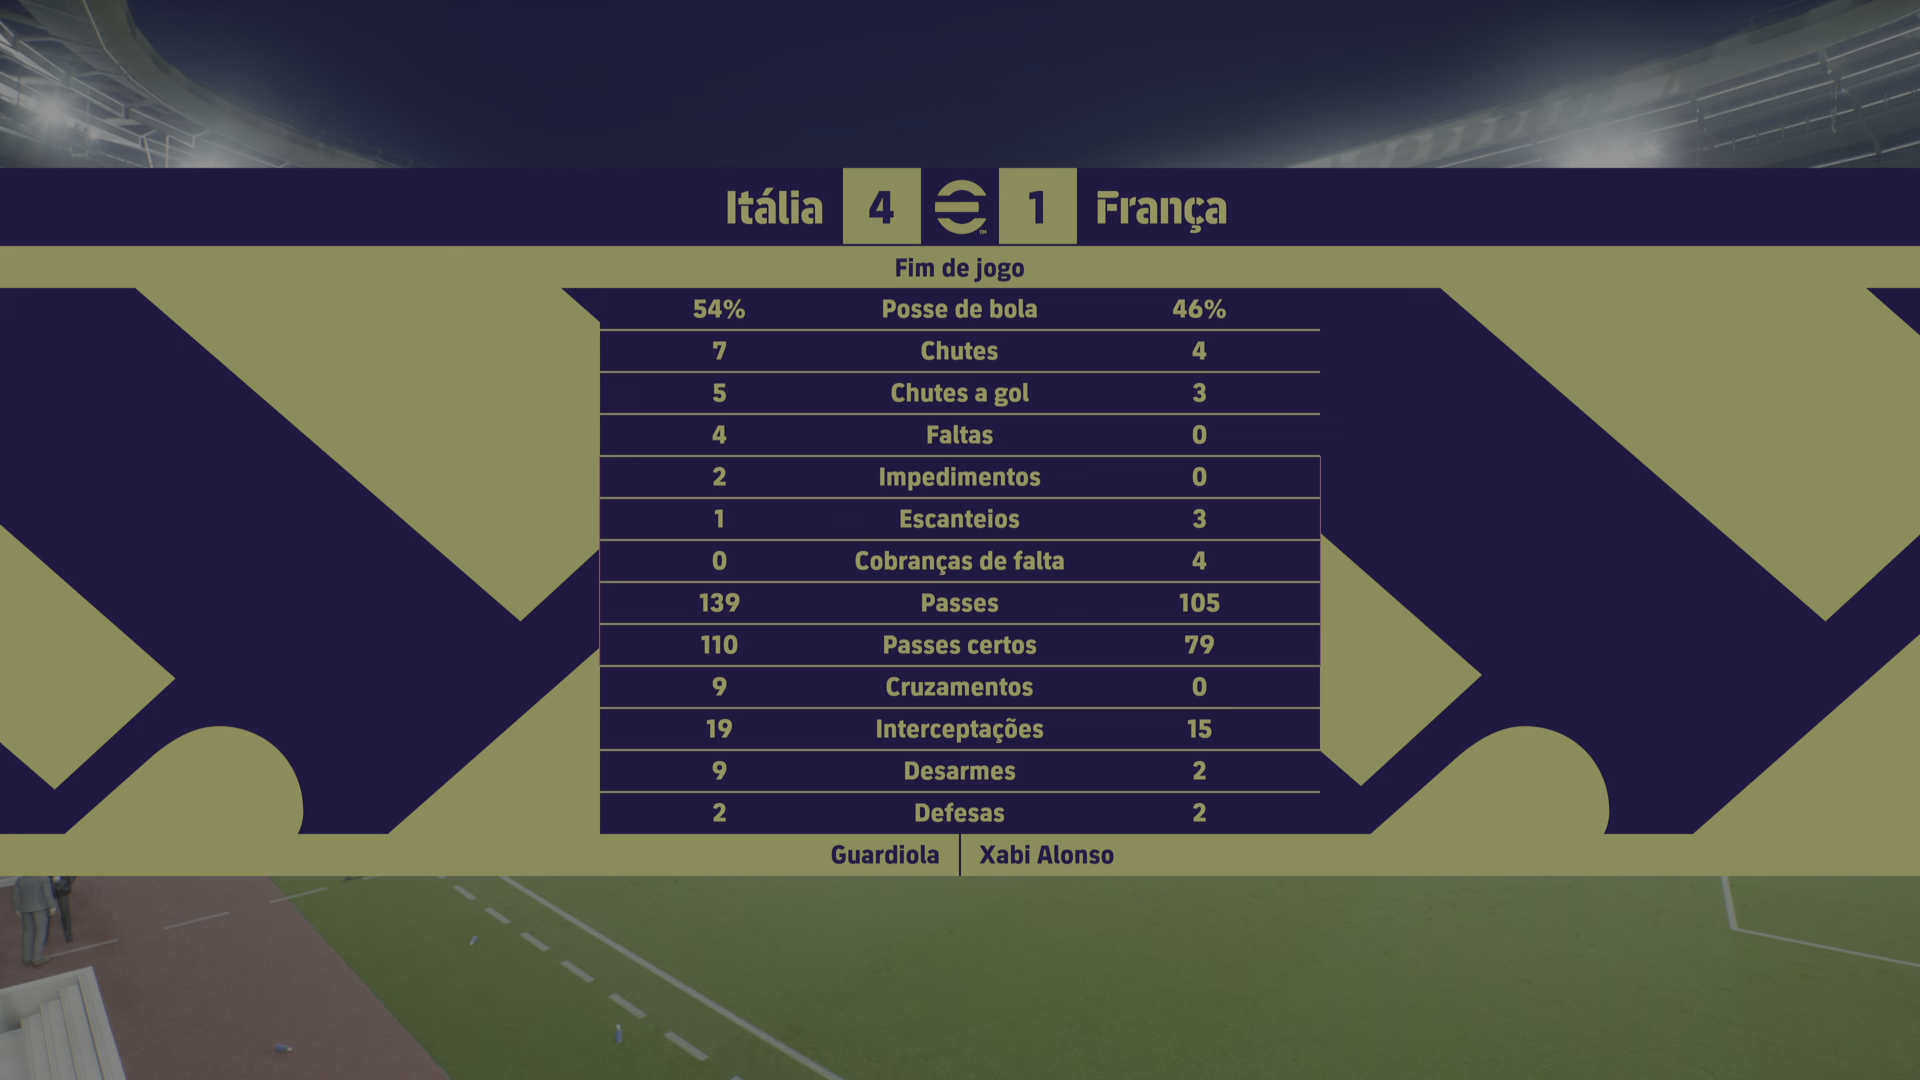 Itália 4 1 França
Fim de jogo
54% Posse de bola 46%
7 Chutes 4
5 Chutes a gol 3
4 Faltas 0
2 Impedimentos 0
1 Escanteios 3
0 Cobranças de falta 4
139 Passes 105
110 Passes certos 79
9 Cruzamentos 0
19 Interceptações 15
9 Desarmes 2
2 Defesas 2
Guardiola Xabi Alonso